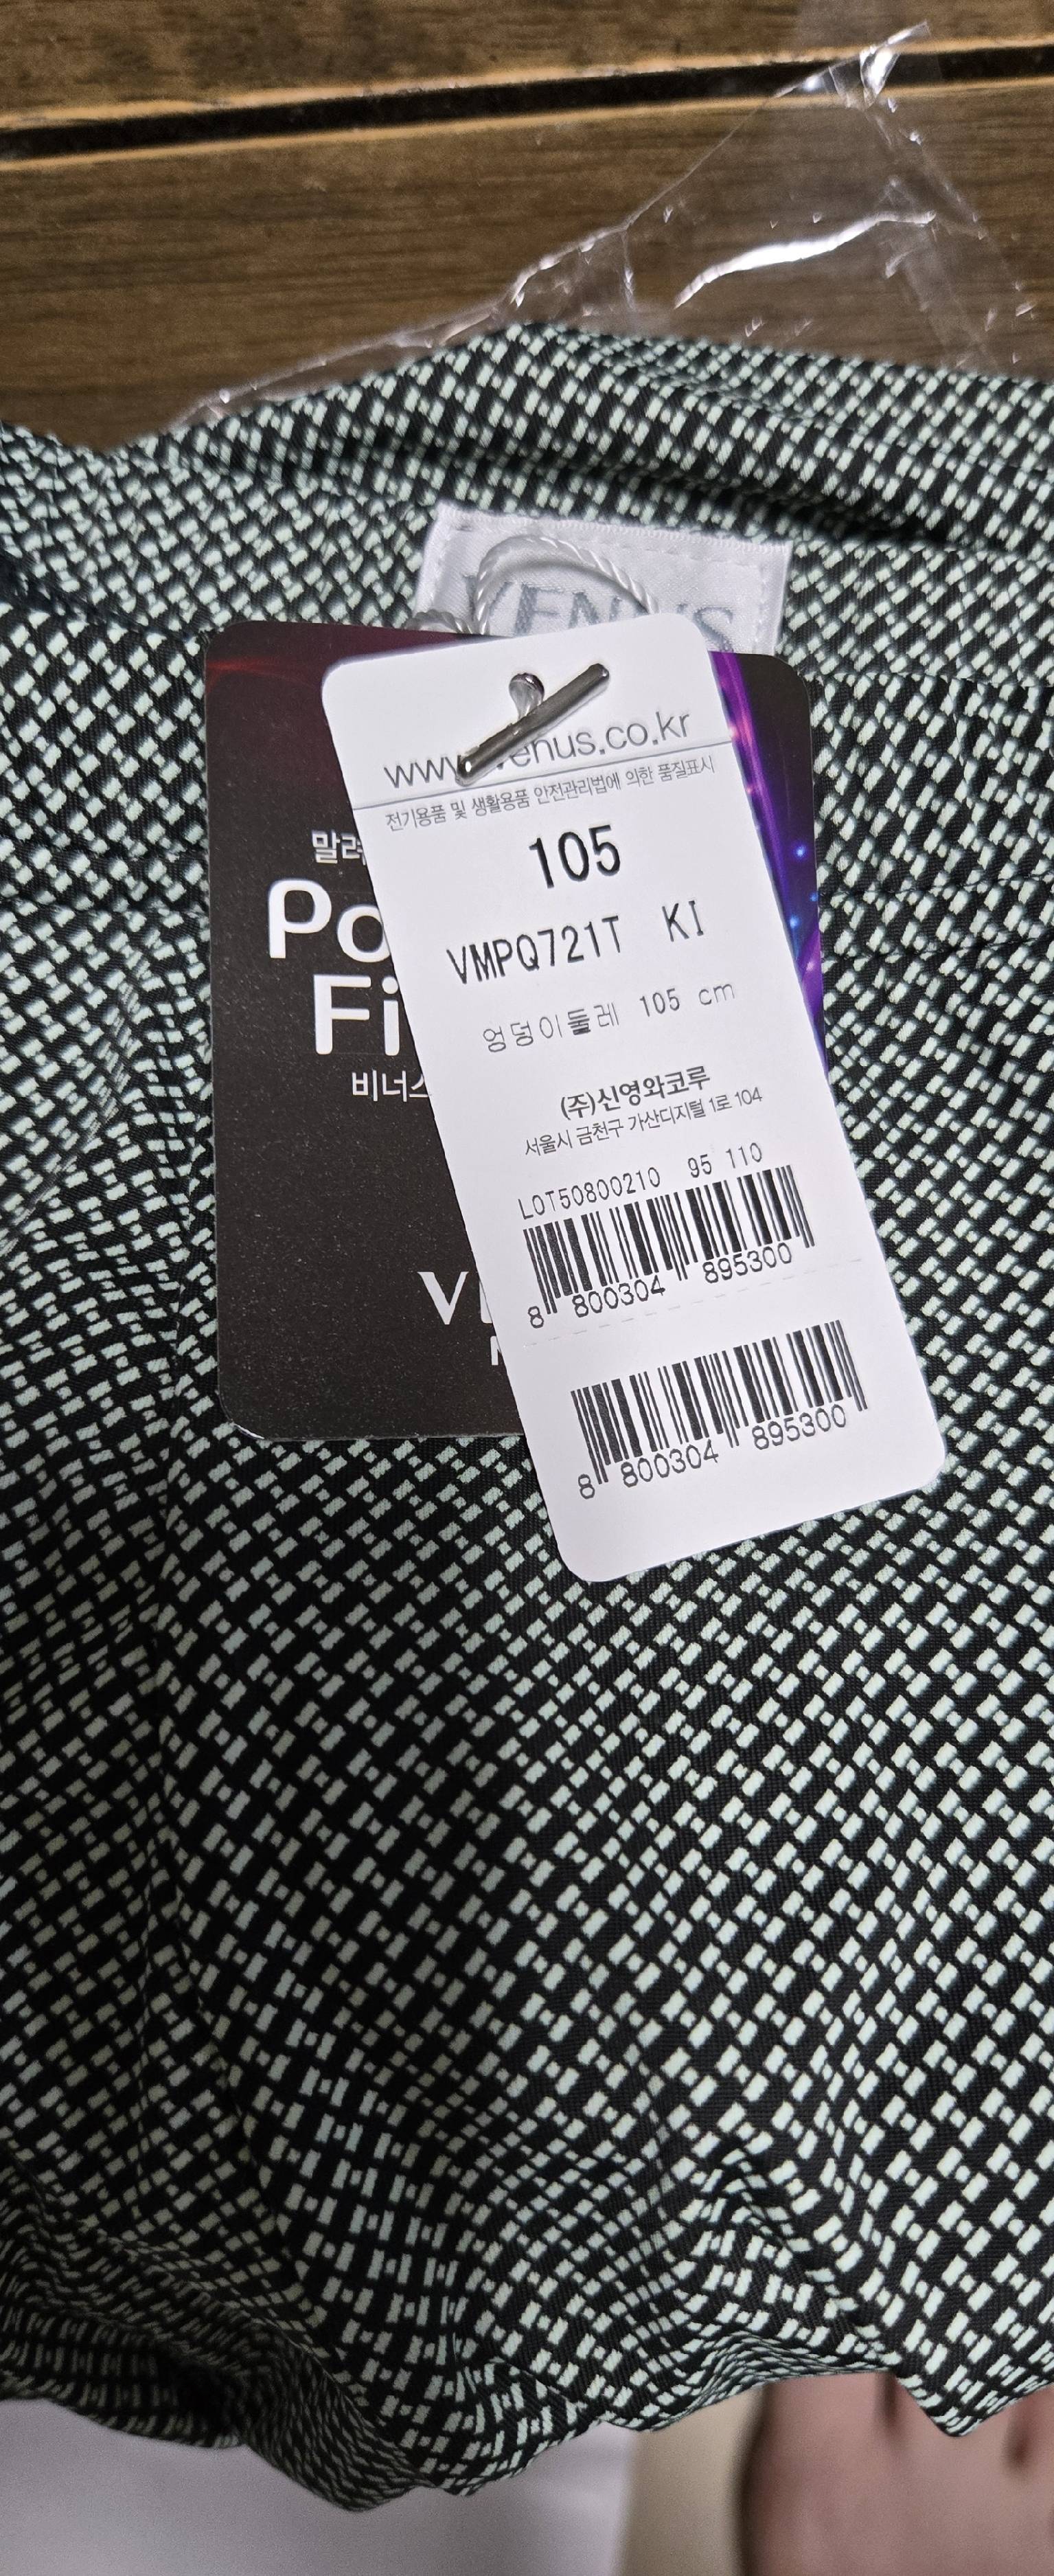 VENUS
www.venus.co.kr
전기용품 및 생활용품 안전관리법에 의한 품질표시
105
VMPQ721T KI
엉덩이둘레 105 cm
(주)신영와코루
서울시 금천구 가산디지털 1로 104
LOT50800210 95 110
8 800304 895300
8 800304 895300
말려
Po
Fi
비너스